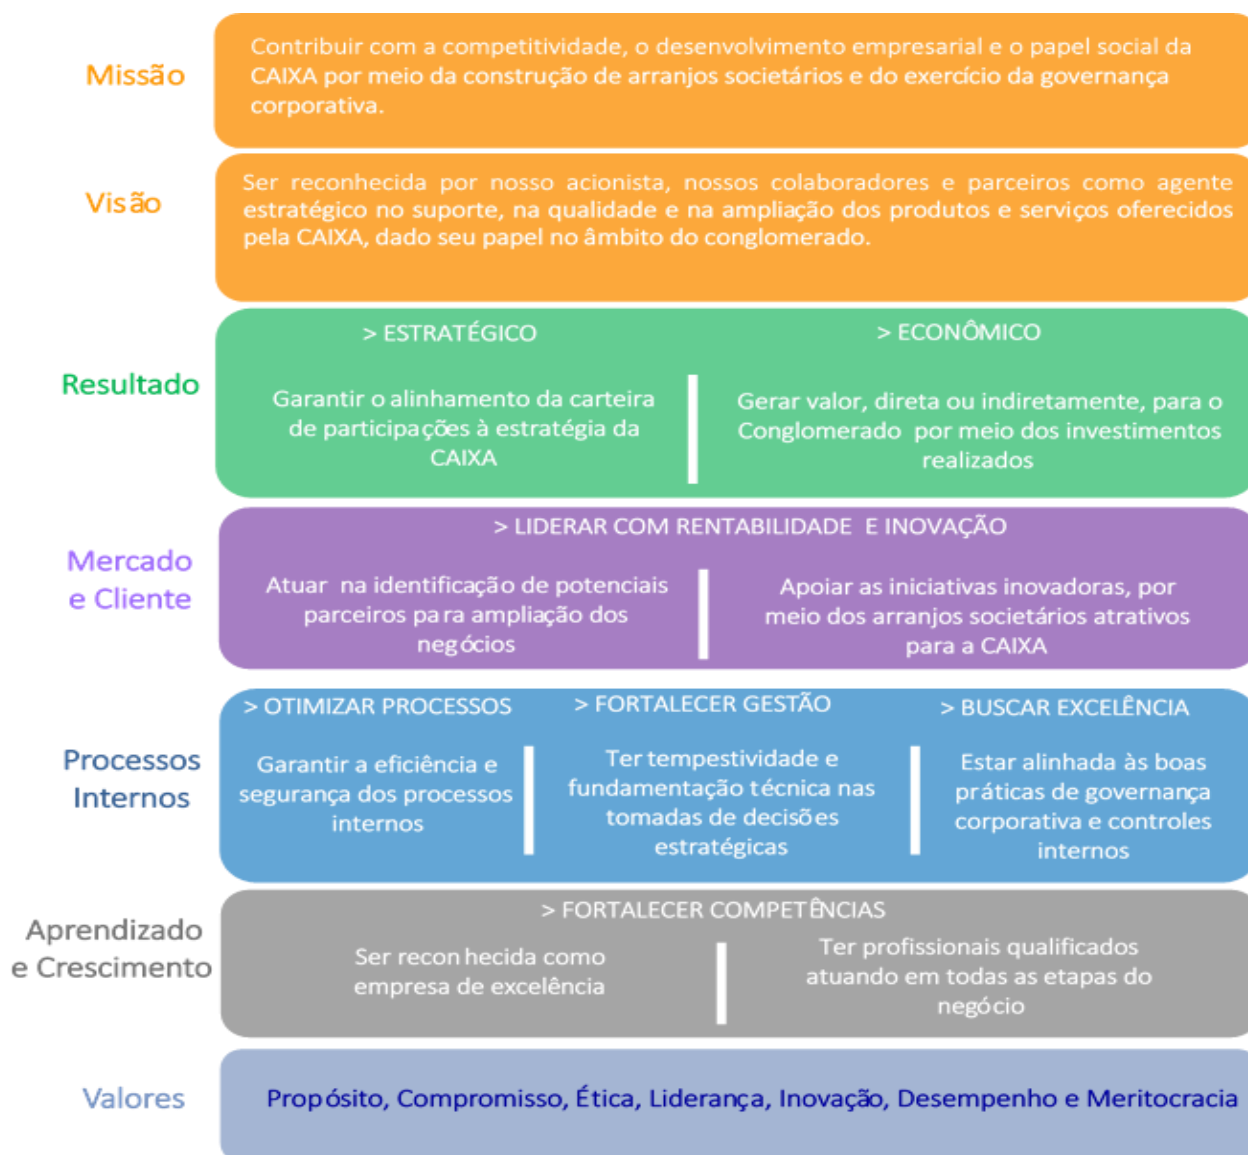 Missão
Contribuir com a competitividade, o desenvolvimento empresarial e o papel social da
CAIXA por meio da construção de arranjos societários e do exercício da governança
corporativa.
Visão
Ser reconhecida por nosso acionista, nossos colaboradores e parceiros como agente
estratégico no suporte, na qualidade e na ampliação dos produtos e serviços oferecidos
pela CAIXA, dado seu papel no âmbito do conglomerado.
Resultado
> ESTRATÉGICO
Garantir o alinhamento da carteira
de participações à estratégia da
CAIXA
> ECONÔMICO
Gerar valor, direta ou indiretamente, para o
Conglomerado por meio dos investimentos
realizados
Mercado
e Cliente
> LIDERAR COM RENTABILIDADE E INOVAÇÃO
Atuar na identificação de potenciais
parceiros para ampliação dos
negócios
Apoiar as iniciativas inovadoras, por
meio dos arranjos societários atrativos
para a CAIXA
Processos
Internos
> OTIMIZAR PROCESSOS
Garantir a eficiência e
segurança dos processos
internos
> FORTALECER GESTÃO
Ter tempestividade e
fundamentação técnica nas
tomadas de decisões
estratégicas
> BUSCAR EXCELÊNCIA
Estar alinhada às boas
práticas de governança
corporativa e controles
internos
Aprendizado
e Crescimento
> FORTALECER COMPETÊNCIAS
Ser reconhecida como
empresa de excelência
Ter profissionais qualificados
atuando em todas as etapas do
negócio
Valores
Propósito, Compromisso, Ética, Liderança, Inovação, Desempenho e Meritocracia